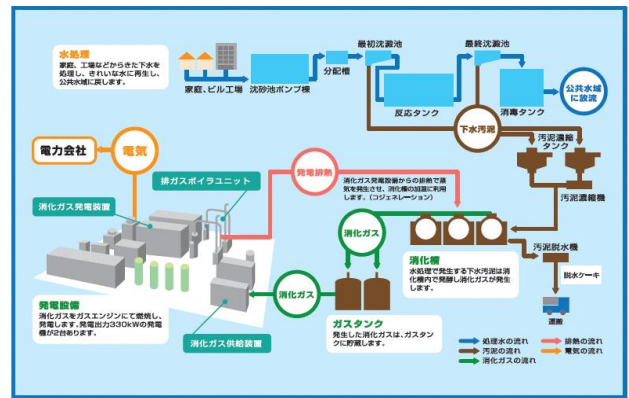 水処理
家庭、工場などからきた下水を
処理し、きれいな水に再生し、
公共水域に戻します。
家庭、ビル工場
沈砂池ポンプ棟
分配槽
最初沈澱池
反応タンク
最終沈澱池
消毒タンク
公共水域
に放流
下水汚泥
汚泥濃縮
タンク
汚泥濃縮機
電力会社
電気
排ガスボイラユニット
消化ガス発電装置
発電排熱
消化ガス発電設備からの排熱で蒸
気を発生させ、消化槽の加温に利用
します。(コジェネレーション)
消化ガス
消化槽
水処理で発生する下水汚泥は消
化槽内で発酵し消化ガスが発生
します。
汚泥脱水機
脱水ケーキ
運搬
発電設備
消化ガスをガスエンジンにて燃焼し、
発電します。発電出力330kWの発電
機が2台あります。
消化ガス
消化ガス供給装置
ガスタンク
発生した消化ガスは、ガスタン
クに貯蔵します。
処理水の流れ
汚泥の流れ
消化ガスの流れ
排熱の流れ
電気の流れ